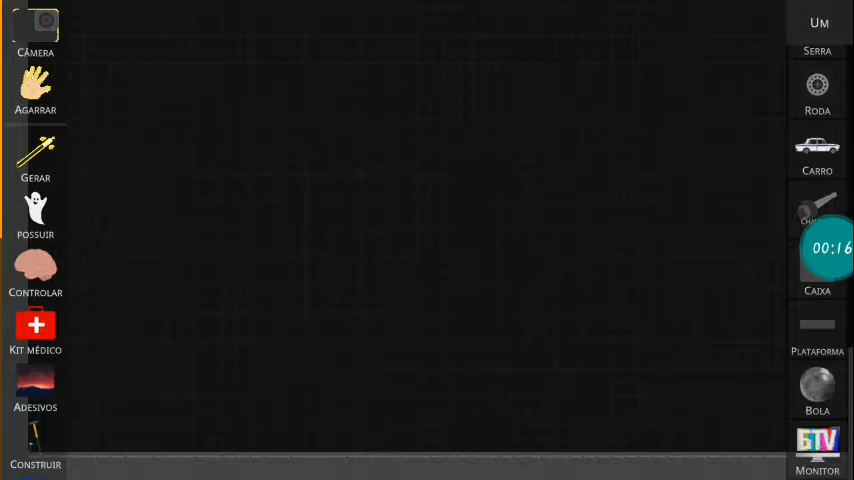 CÂMERA
AGARRAR
GERAR
POSSUIR
CONTROLAR
KIT MÉDICO
ADESIVOS
CONSTRUIR
UM
SERRA
RODA
CARRO
00:16
CAIXA
PLATAFORMA
BOLA
6TV
MONITOR